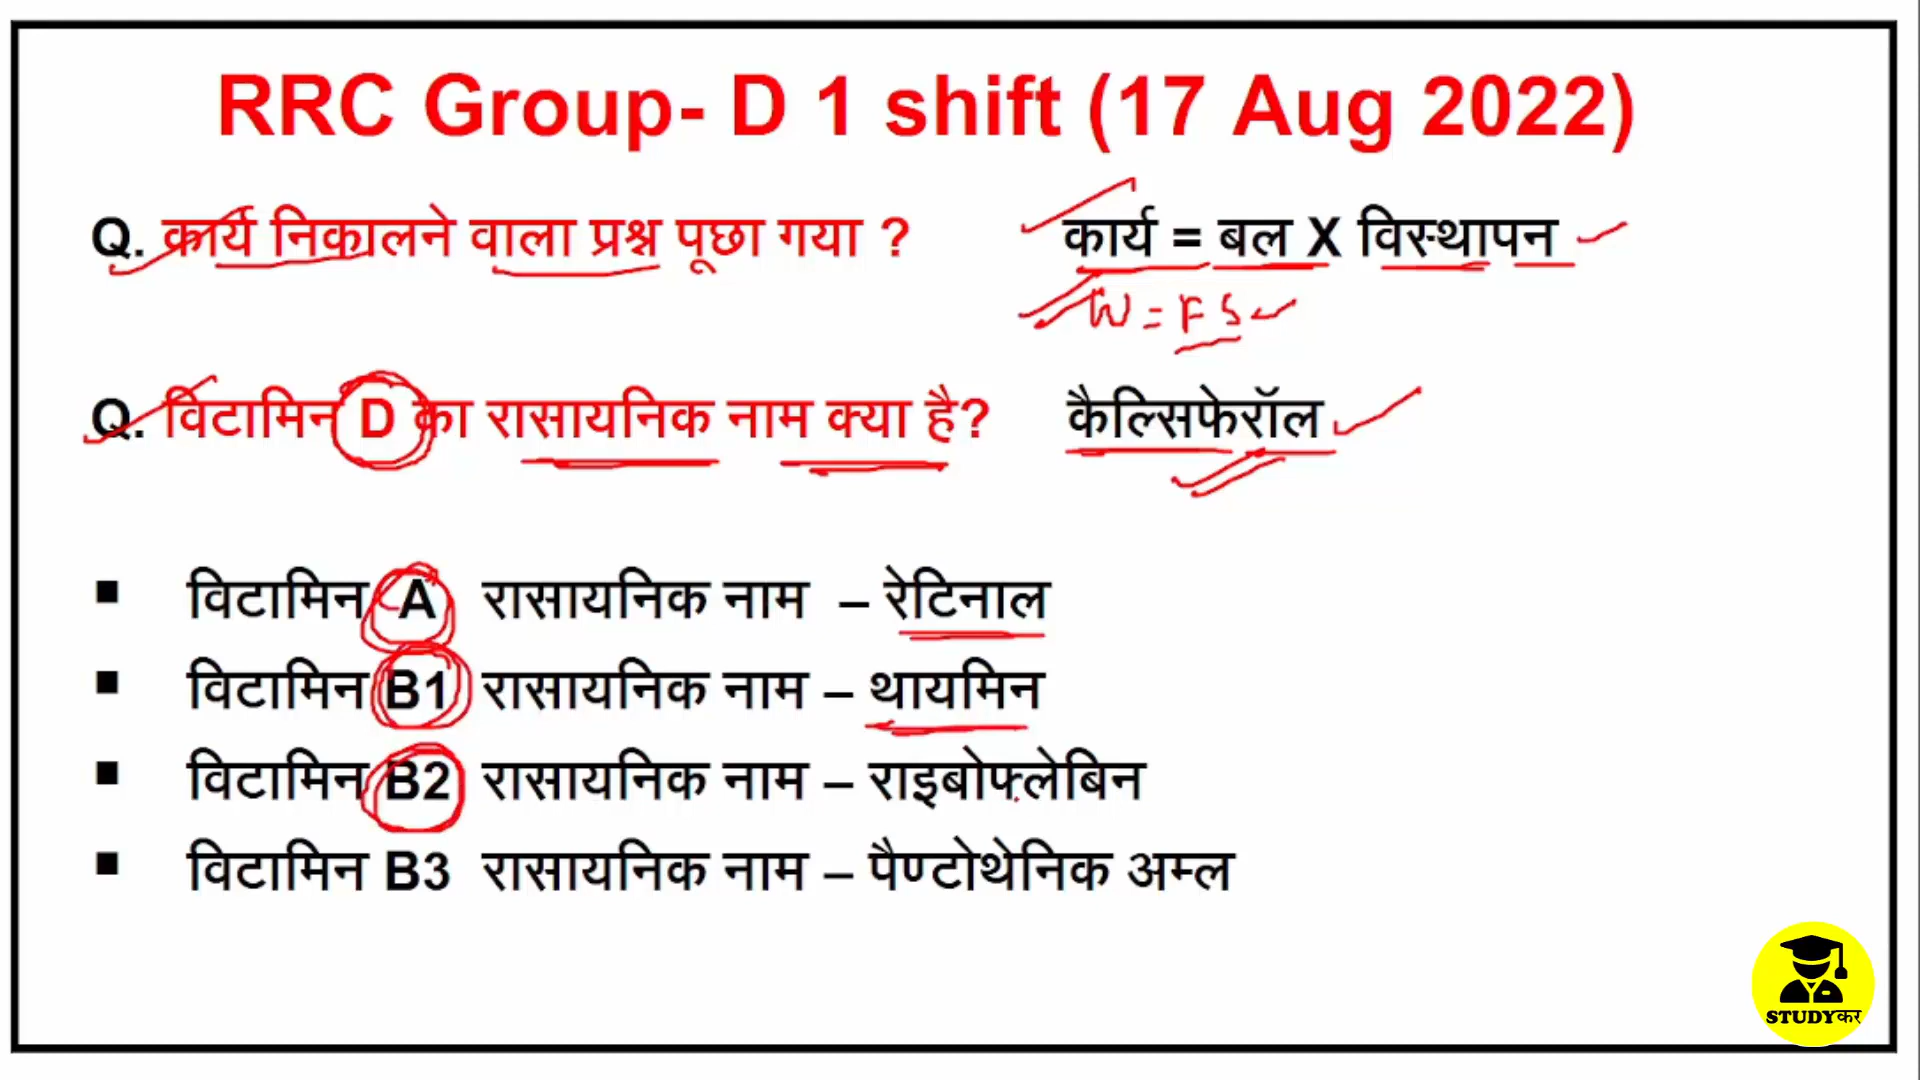 RRC Group- D 1 shift (17 Aug 2022)
Q. कार्य निकालने वाला प्रश्न पूछा गया ? कार्य = बल X विस्थापन
W = FS
Q. विटामिन D का रासायनिक नाम क्या है? कैल्सिफेरॉल
▪ विटामिन A रासायनिक नाम – रेटिनाल
▪ विटामिन B1 रासायनिक नाम – थायमिन
▪ विटामिन B2 रासायनिक नाम – राइबोफ्लेबिन
▪ विटामिन B3 रासायनिक नाम – पैण्टोथेनिक अम्ल
STUDYकर